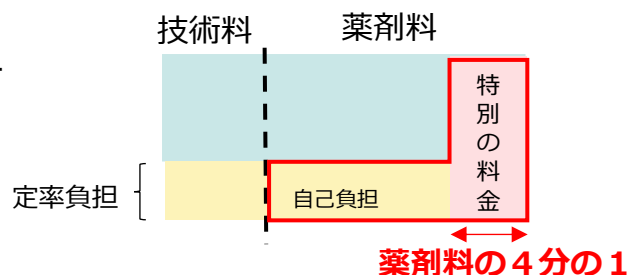 技術料
薬剤料
特別の料金
定率負担
自己負担
薬剤料の４分の１